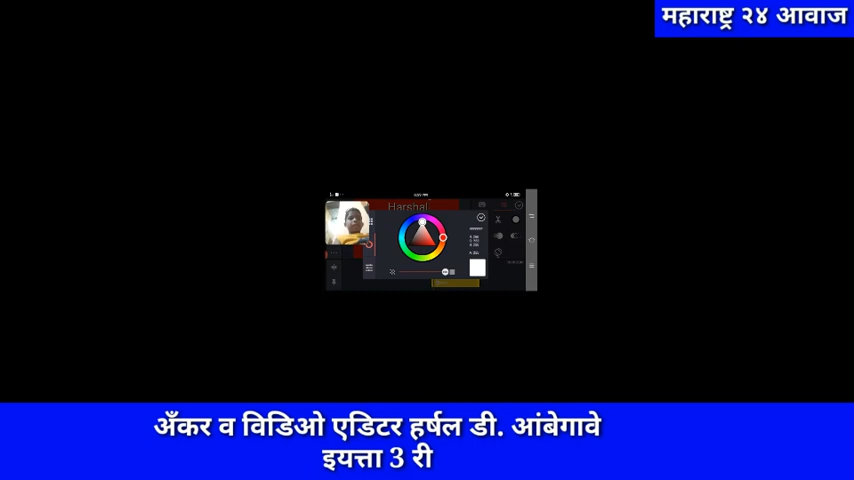 महाराष्ट्र २४ आवाज
Harshal
अँकर व विडिओ एडिटर हर्षल डी. आंबेगावे
इयत्ता 3 री